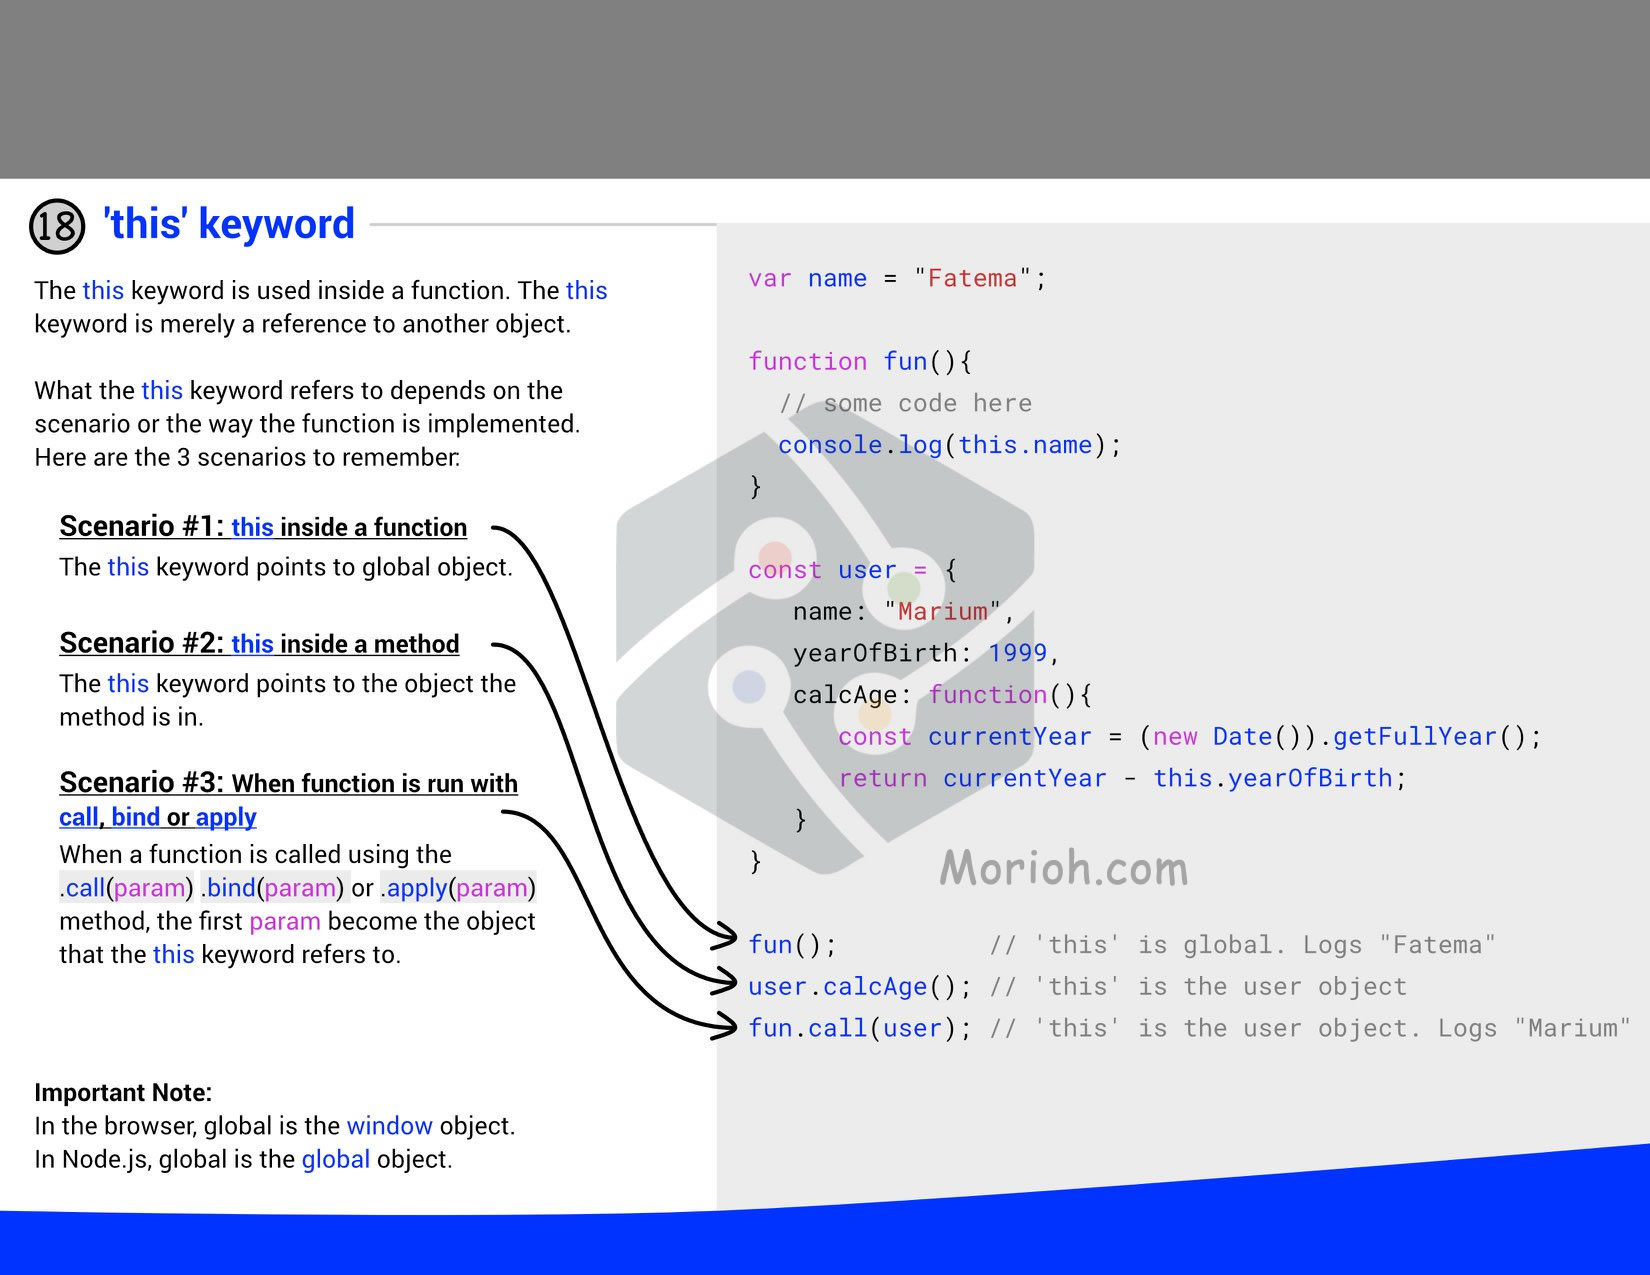 18 'this' keyword
The this keyword is used inside a function. The this
keyword is merely a reference to another object.
What the this keyword refers to depends on the
scenario or the way the function is implemented.
Here are the 3 scenarios to remember:
Scenario #1: this inside a function
The this keyword points to global object.
Scenario #2: this inside a method
The this keyword points to the object the
method is in.
Scenario #3: When function is run with
call, bind or apply
When a function is called using the
.call(param) .bind(param) or .apply(param)
method, the first param become the object
that the this keyword refers to.
Important Note:
In the browser, global is the window object.
In Node.js, global is the global object.
var name = "Fatema";
function fun(){
// some code here
console.log(this.name);
}
const user = {
name: "Marium",
yearOfBirth: 1999,
calcAge: function(){
const currentYear = (new Date()).getFullYear();
return currentYear - this.yearOfBirth;
}
}
Morioh.com
fun(); // 'this' is global. Logs "Fatema"
user.calcAge(); // 'this' is the user object
fun.call(user); // 'this' is the user object. Logs "Marium"